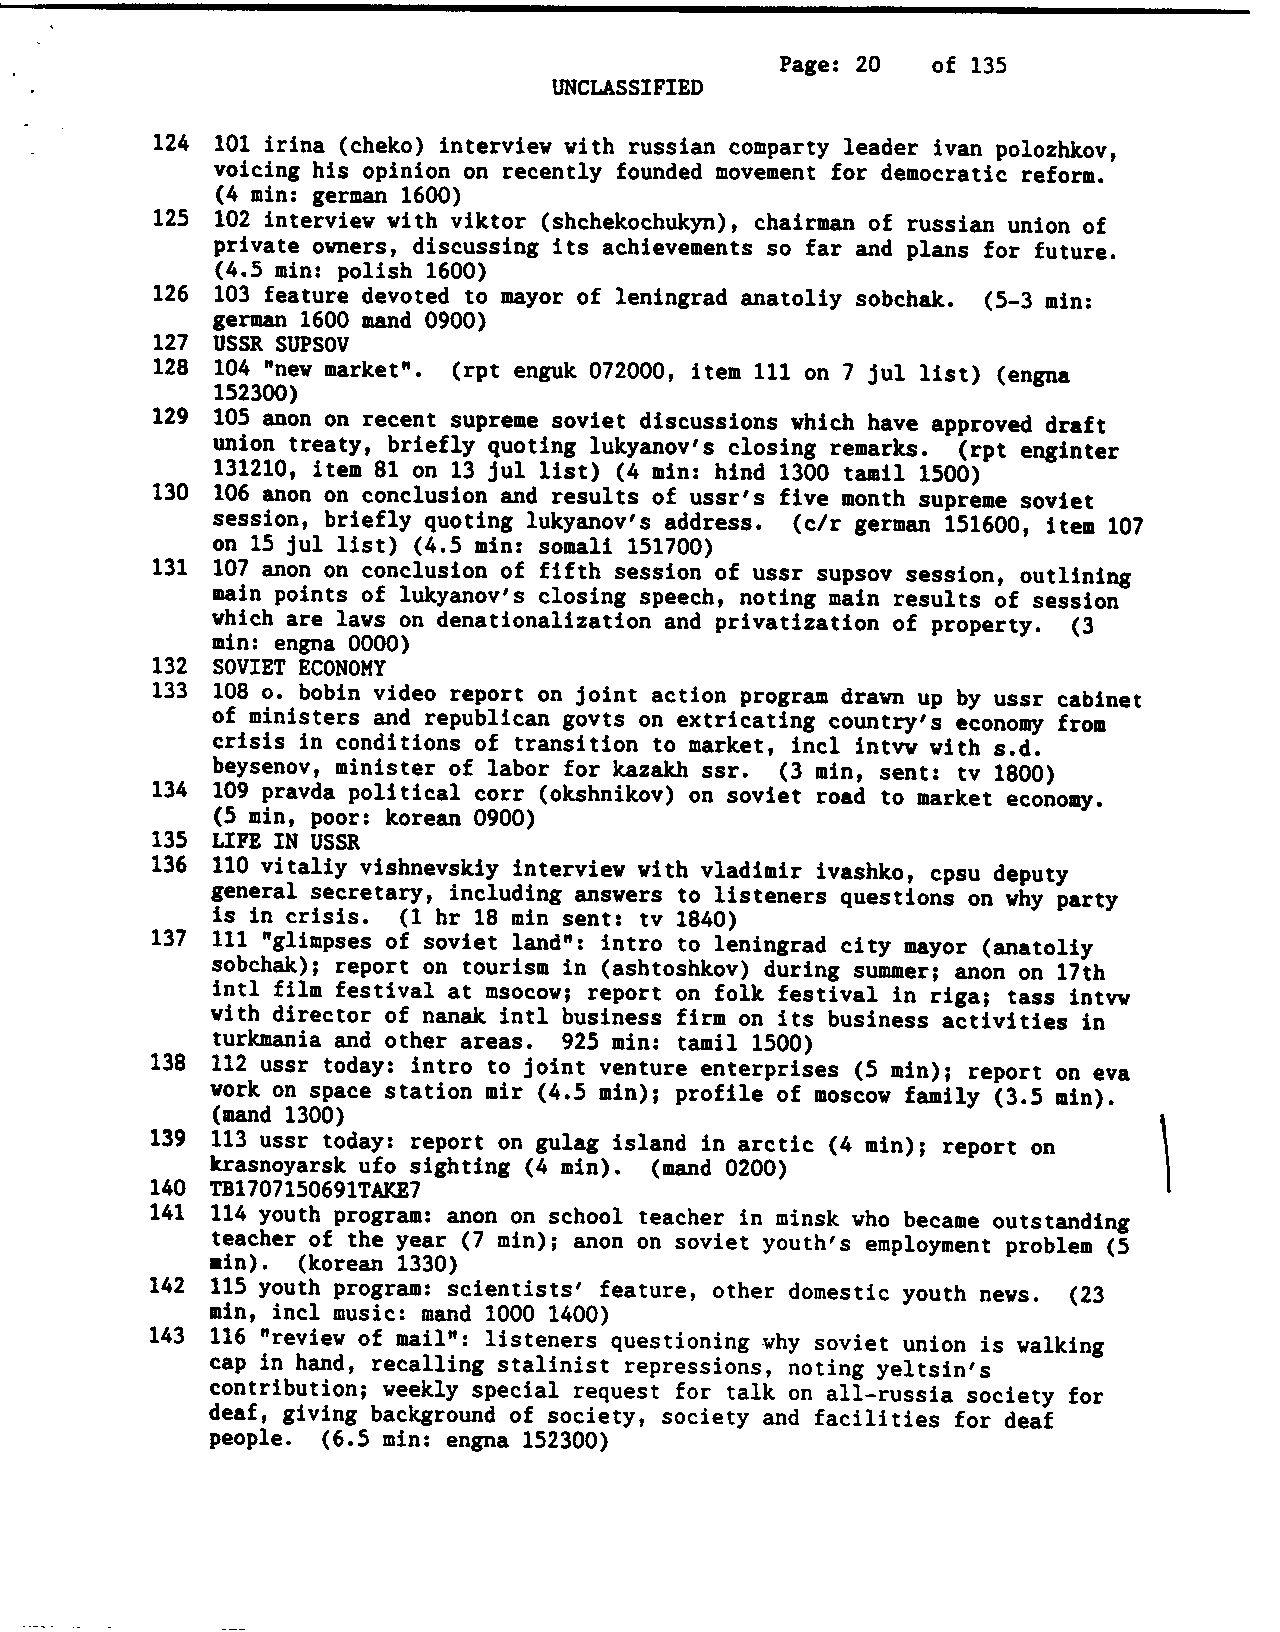 Page: 20 of 135
UNCLASSIFIED
124 101 irina (cheko) interview with russian comparty leader ivan polozhkov,
voicing his opinion on recently founded movement for democratic reform.
(4 min: german 1600)
125 102 interview with viktor (shchekochukyn), chairman of russian union of
private owners, discussing its achievements so far and plans for future.
(4.5 min: polish 1600)
126 103 feature devoted to mayor of leningrad anatoliy sobchak. (5-3 min:
german 1600 mand 0900)
127 USSR SUPSOV
128 104 "new market". (rpt enguk 072000, item 111 on 7 jul list) (engna
152300)
129 105 anon on recent supreme soviet discussions which have approved draft
union treaty, briefly quoting lukyanov's closing remarks. (rpt enginter
131210, item 81 on 13 jul list) (4 min: hind 1300 tamil 1500)
130 106 anon on conclusion and results of ussr's five month supreme soviet
session, briefly quoting lukyanov's address. (c/r german 151600, item 107
on 15 jul list) (4.5 min: somali 151700)
131 107 anon on conclusion of fifth session of ussr supsov session, outlining
main points of lukyanov's closing speech, noting main results of session
which are laws on denationalization and privatization of property. (3
min: engna 0000)
132 SOVIET ECONOMY
133 108 o. bobin video report on joint action program drawn up by ussr cabinet
of ministers and republican govts on extricating country's economy from
crisis in conditions of transition to market, incl intvw with s.d.
beysenov, minister of labor for kazakh ssr. (3 min, sent: tv 1800)
134 109 pravda political corr (okshnikov) on soviet road to market economy.
(5 min, poor: korean 0900)
135 LIFE IN USSR
136 110 vitaliy vishnevskiy interview with vladimir ivashko, cpsu deputy
general secretary, including answers to listeners questions on why party
is in crisis. (1 hr 18 min sent: tv 1840)
137 111 "glimpses of soviet land": intro to leningrad city mayor (anatoliy
sobchak); report on tourism in (ashtoshkov) during summer; anon on 17th
intl film festival at msocow; report on folk festival in riga; tass intvw
with director of nanak intl business firm on its business activities in
turkmania and other areas. 925 min: tamil 1500)
138 112 ussr today: intro to joint venture enterprises (5 min); report on eva
work on space station mir (4.5 min); profile of moscow family (3.5 min).
(mand 1300)
139 113 ussr today: report on gulag island in arctic (4 min); report on
krasnoyarsk ufo sighting (4 min). (mand 0200)
140 TB1707150691TAKE7
141 114 youth program: anon on school teacher in minsk who became outstanding
teacher of the year (7 min); anon on soviet youth's employment problem (5
min). (korean 1330)
142 115 youth program: scientists' feature, other domestic youth news. (23
min, incl music: mand 1000 1400)
143 116 "review of mail": listeners questioning why soviet union is walking
cap in hand, recalling stalinist repressions, noting yeltsin's
contribution; weekly special request for talk on all-russia society for
deaf, giving background of society, society and facilities for deaf
people. (6.5 min: engna 152300)